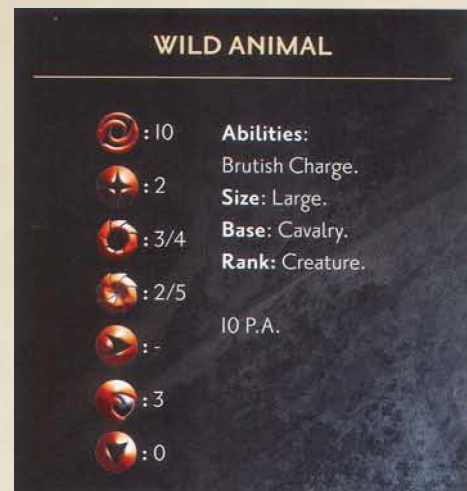 WILD ANIMAL
: 10
: 2
: 3/4
: 2/5
: -
: 3
: 0
Abilities:
Brutish Charge.
Size: Large.
Base: Cavalry.
Rank: Creature.
10 P.A.